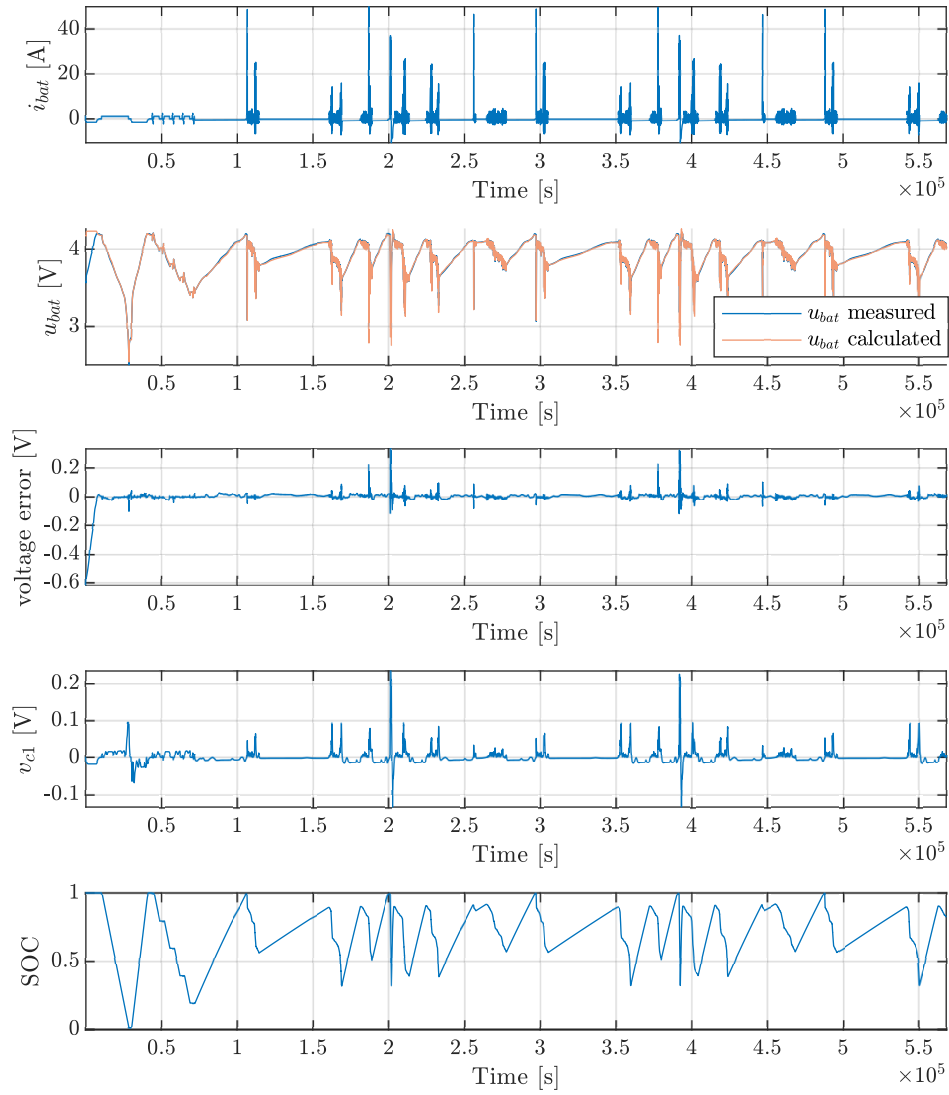 i_bat [A]
40
20
0
0.5 1 1.5 2 2.5 3 3.5 4 4.5 5 5.5
Time [s]
×10^5
u_bat [V]
4
3
u_bat measured
u_bat calculated
0.5 1 1.5 2 2.5 3 3.5 4 4.5 5 5.5
Time [s]
×10^5
voltage error [V]
0.2
0
-0.2
-0.4
-0.6
0.5 1 1.5 2 2.5 3 3.5 4 4.5 5 5.5
Time [s]
×10^5
v_c1 [V]
0.2
0.1
0
-0.1
0.5 1 1.5 2 2.5 3 3.5 4 4.5 5 5.5
Time [s]
×10^5
SOC
1
0.5
0
0.5 1 1.5 2 2.5 3 3.5 4 4.5 5 5.5
Time [s]
×10^5